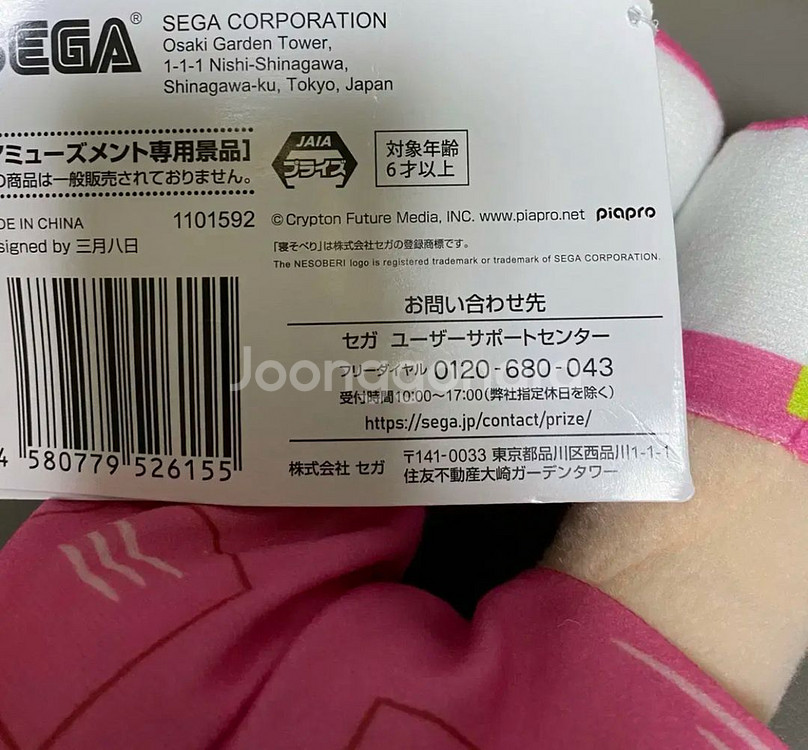 SEGA®
SEGA CORPORATION
Osaki Garden Tower,
1-1-1 Nishi-Shinagawa,
Shinagawa-ku, Tokyo, Japan
ミューズメント専用景品]
の商品は一般販売されておりません。
JAIA
プライズ
対象年齢
6才以上
DE IN CHINA
1101592
signed by 三月八日
©Crypton Future Media, INC. www.piapro.net piapro
「寝そべり」は株式会社セガの登録商標です。
The NESOBERI logo is registered trademark or trademark of SEGA CORPORATION.
お問い合わせ先
セガ ユーザーサポートセンター
フリーダイヤル 0120-680-043
受付時間10:00~17:00(弊社指定休日を除く)
https://sega.jp/contact/prize/
株式会社 セガ
〒141-0033 東京都品川区西品川1-1-1
住友不動産大崎ガーデンタワー
4 580779 526155
Joonggonara